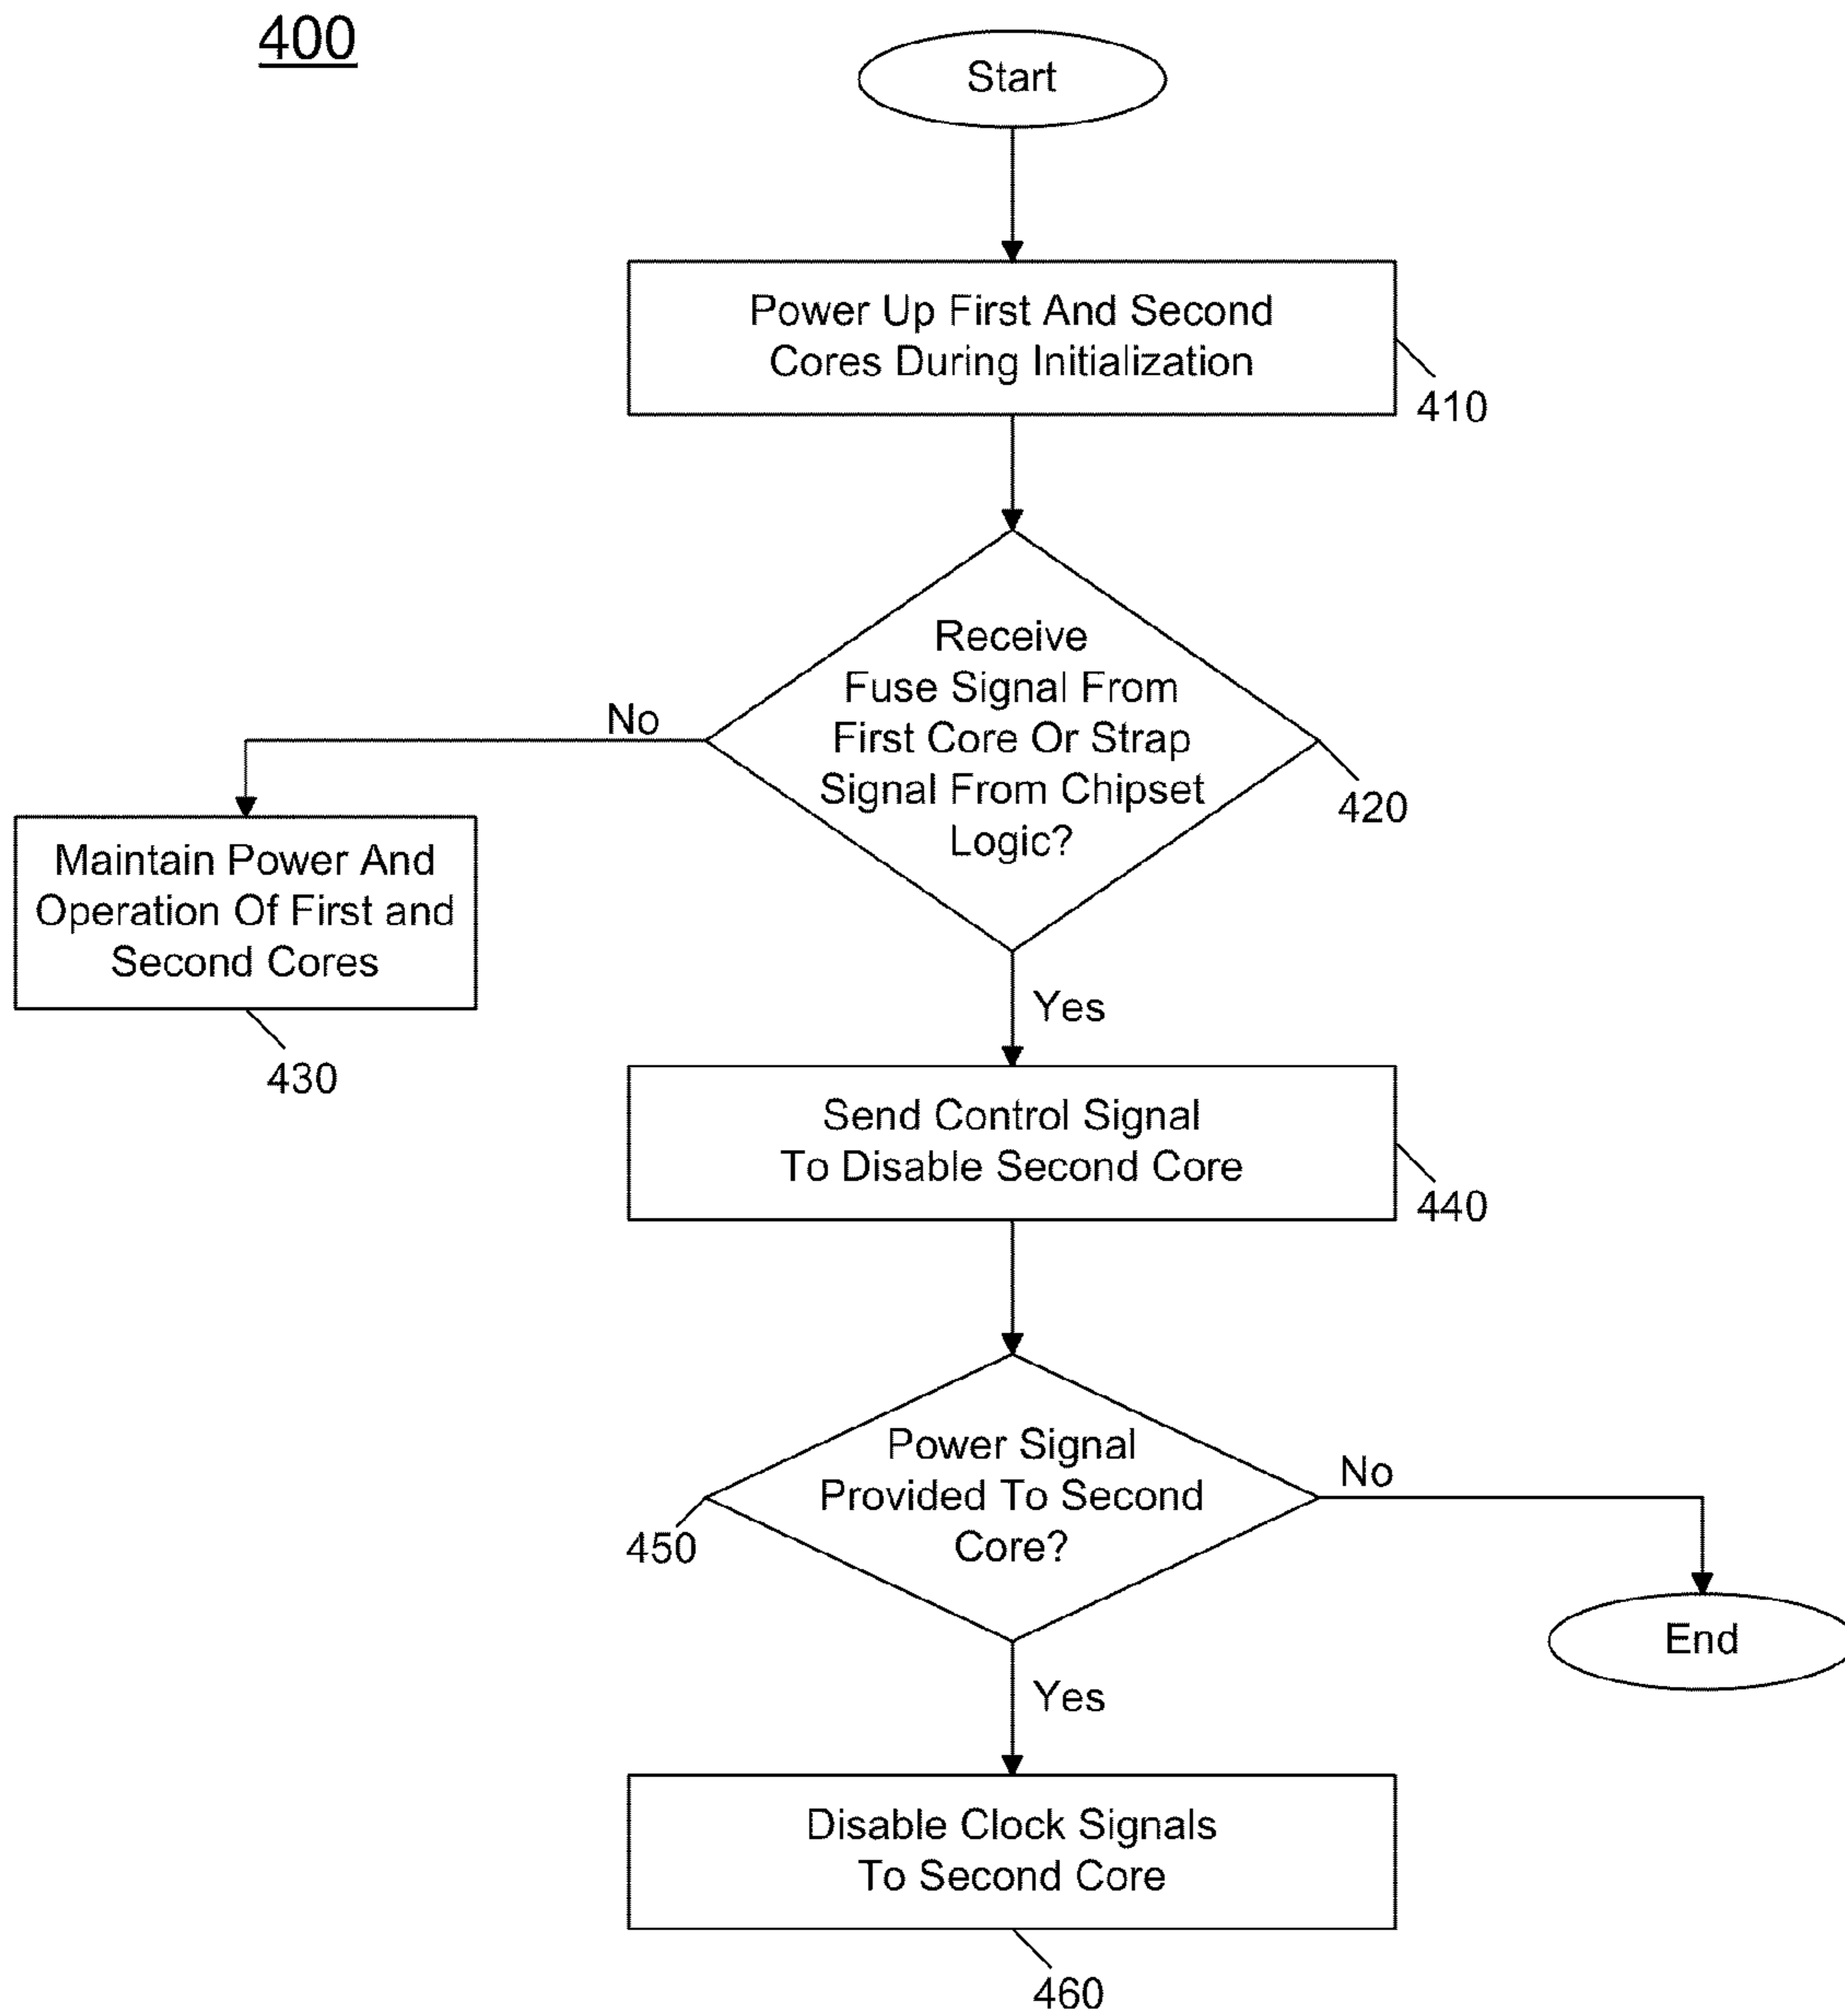 400
Start
Power Up First And Second
Cores During Initialization
410
Receive
Fuse Signal From
First Core Or Strap
Signal From Chipset
Logic?
420
No
Maintain Power And
Operation Of First and
Second Cores
430
Yes
Send Control Signal
To Disable Second Core
440
Power Signal
Provided To Second
Core?
450
No
End
Yes
Disable Clock Signals
To Second Core
460